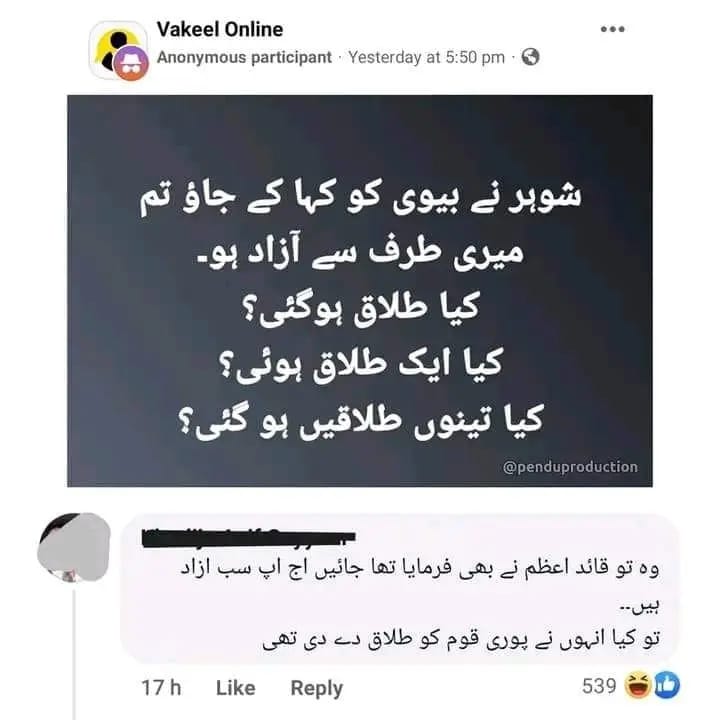 Vakeel Online
Anonymous participant · Yesterday at 5:50 pm ·
شوہر نے بیوی کو کہا کے جاؤ تم
میری طرف سے آزاد ہو۔
کیا طلاق ہوگئی؟
کیا ایک طلاق ہوئی؟
کیا تینوں طلاقیں ہو گئی؟
@penduproduction
وہ تو قائد اعظم نے بھی فرمایا تھا جائیں اج اپ سب ازاد
ہیں۔۔
تو کیا انہوں نے پوری قوم کو طلاق دے دی تھی
17 h Like Reply 539